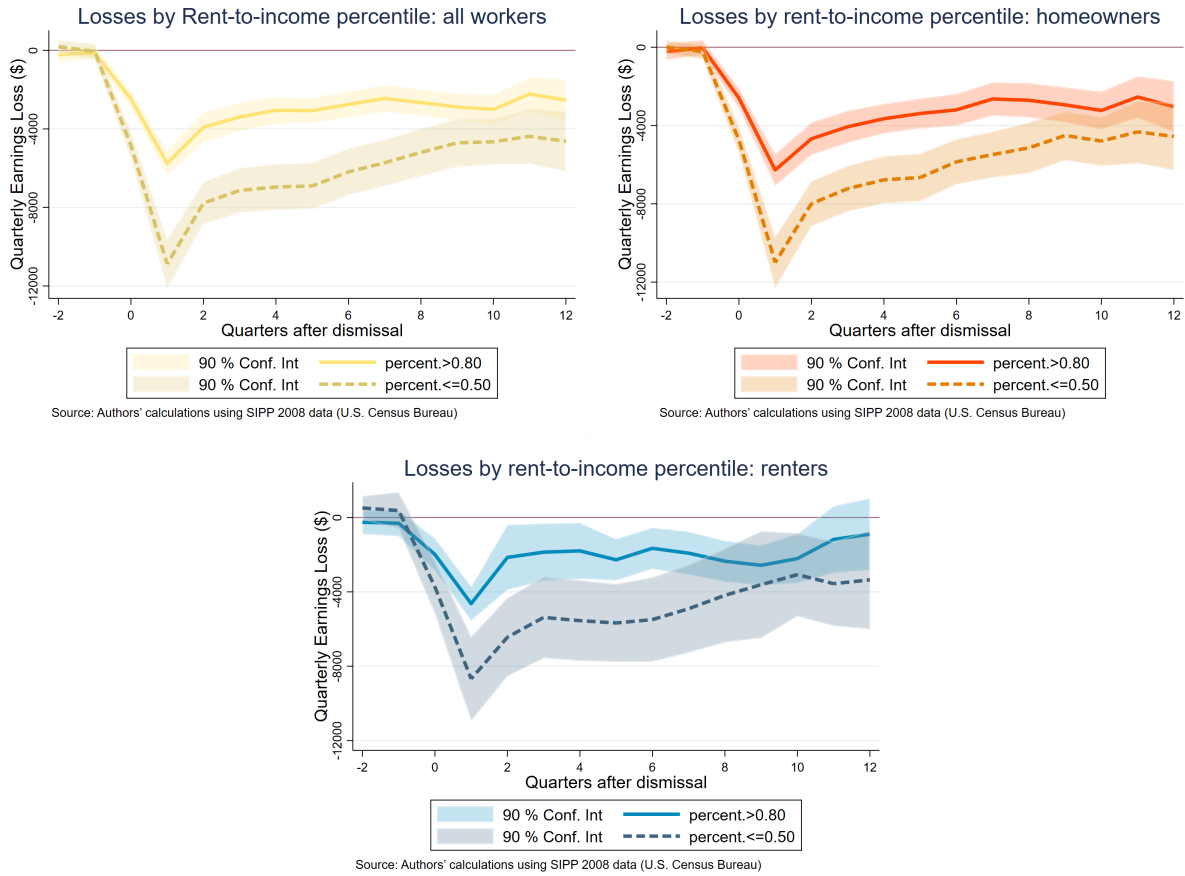 Losses by Rent-to-income percentile: all workers
Quarterly Earnings Loss ($)
0
-4000
-8000
-12000
-2 0 2 4 6 8 10 12
Quarters after dismissal
90 % Conf. Int percent.>0.80
90 % Conf. Int percent.<=0.50
Source: Authors' calculations using SIPP 2008 data (U.S. Census Bureau)
Losses by rent-to-income percentile: homeowners
Quarterly Earnings Loss ($)
0
-4000
-8000
-12000
-2 0 2 4 6 8 10 12
Quarters after dismissal
90 % Conf. Int percent.>0.80
90 % Conf. Int percent.<=0.50
Source: Authors' calculations using SIPP 2008 data (U.S. Census Bureau)
Losses by rent-to-income percentile: renters
Quarterly Earnings Loss ($)
0
-4000
-8000
-12000
-2 0 2 4 6 8 10 12
Quarters after dismissal
90 % Conf. Int percent.>0.80
90 % Conf. Int percent.<=0.50
Source: Authors' calculations using SIPP 2008 data (U.S. Census Bureau)